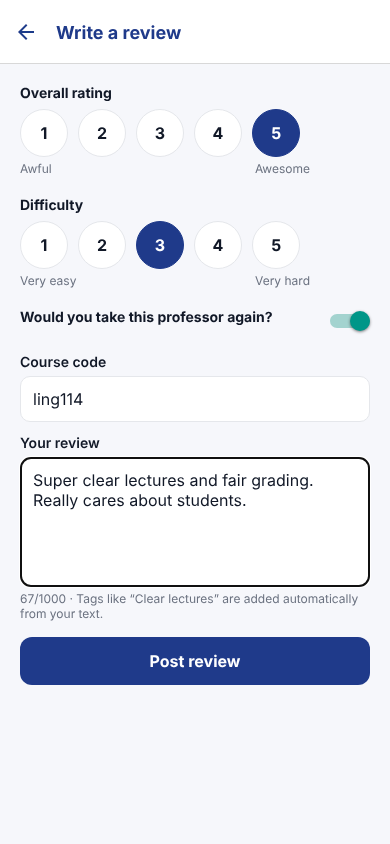 Write a review
Overall rating
1 2 3 4 5
Awful Awesome
Difficulty
1 2 3 4 5
Very easy Very hard
Would you take this professor again?
Course code
ling114
Your review
Super clear lectures and fair grading.
Really cares about students.
67/1000 · Tags like “Clear lectures” are added automatically
from your text.
Post review